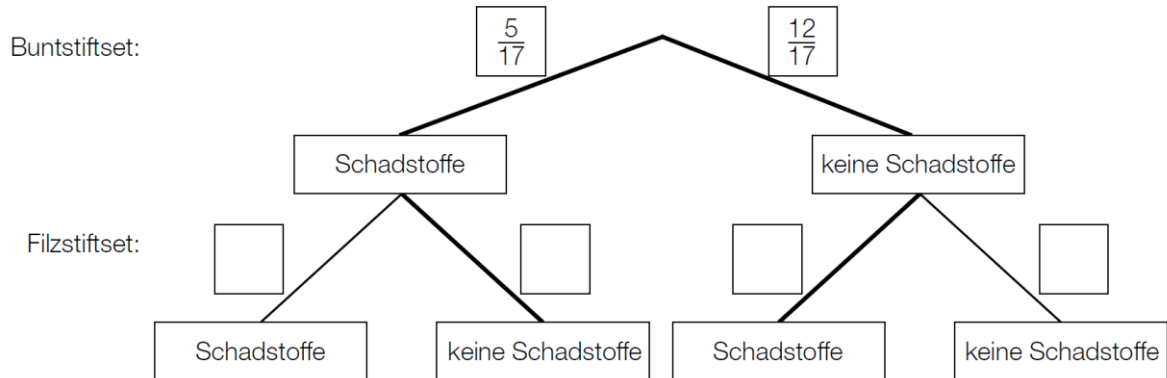 Buntstiftset:
5/17
12/17
Schadstoffe
keine Schadstoffe
Filzstiftset:
Schadstoffe
keine Schadstoffe
Schadstoffe
keine Schadstoffe